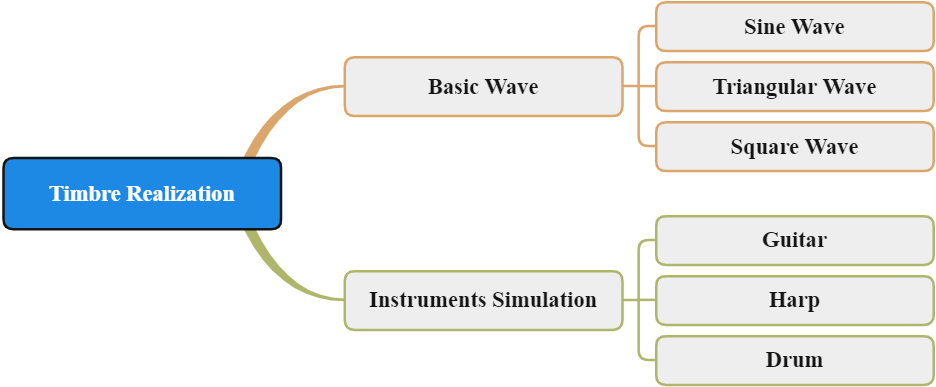 Timbre Realization
Basic Wave
Sine Wave
Triangular Wave
Square Wave
Instruments Simulation
Guitar
Harp
Drum